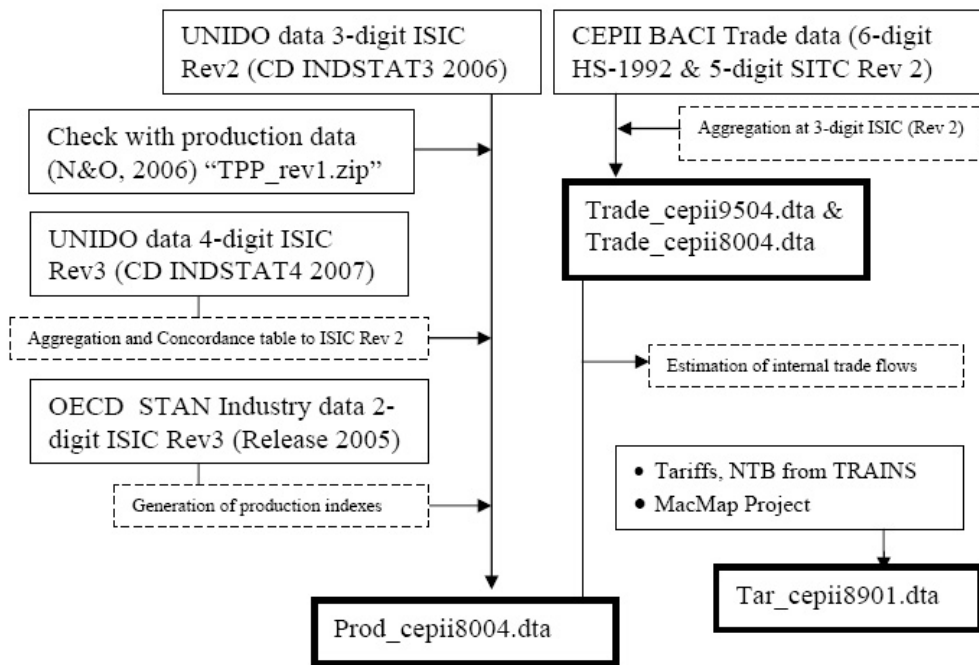 UNIDO data 3-digit ISIC
Rev2 (CD INDSTAT3 2006)
CEPII BACI Trade data (6-digit
HS-1992 & 5-digit SITC Rev 2)
Check with production data
(N&O, 2006) “TPP_rev1.zip”
Aggregation at 3-digit ISIC (Rev 2)
Trade_cepii9504.dta &
Trade_cepii8004.dta
UNIDO data 4-digit ISIC
Rev3 (CD INDSTAT4 2007)
Aggregation and Concordance table to ISIC Rev 2
Estimation of internal trade flows
OECD STAN Industry data 2-
digit ISIC Rev3 (Release 2005)
Generation of production indexes
• Tariffs, NTB from TRAINS
• MacMap Project
Prod_cepii8004.dta
Tar_cepii8901.dta